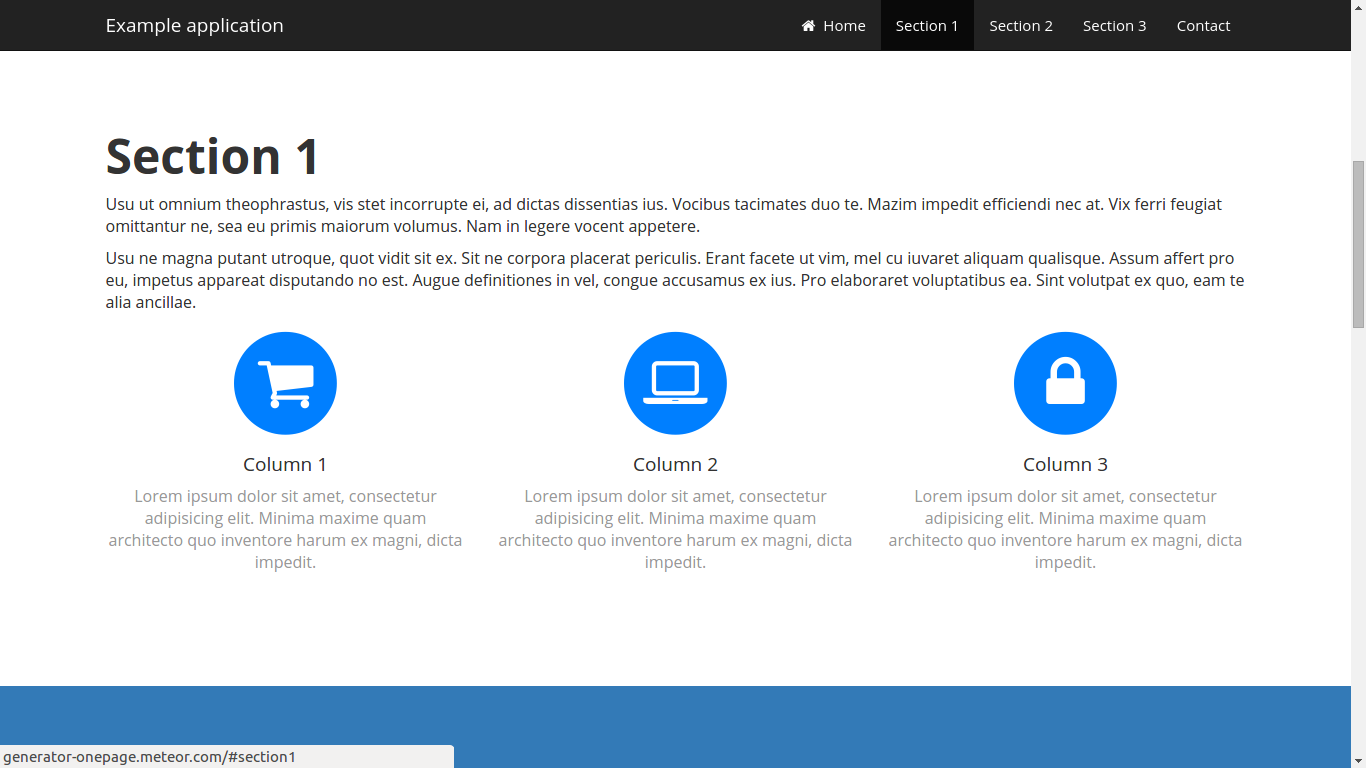 Example application
Home Section 1 Section 2 Section 3 Contact
Section 1
Usu ut omnium theophrastus, vis stet incorrupte ei, ad dictas dissentias ius. Vocibus tacimates duo te. Mazim impedit efficiendi nec at. Vix ferri feugiat
omittantur ne, sea eu primis maiorum volumus. Nam in legere vocent appetere.
Usu ne magna putant utroque, quot vidit sit ex. Sit ne corpora placerat periculis. Erant facete ut vim, mel cu iuvaret aliquam qualisque. Assum affert pro
eu, impetus appareat disputando no est. Augue definitiones in vel, congue accusamus ex ius. Pro elaboraret voluptatibus ea. Sint volutpat ex quo, eam te
alia ancillae.
Column 1
Lorem ipsum dolor sit amet, consectetur
adipisicing elit. Minima maxime quam
architecto quo inventore harum ex magni, dicta
impedit.
Column 2
Lorem ipsum dolor sit amet, consectetur
adipisicing elit. Minima maxime quam
architecto quo inventore harum ex magni, dicta
impedit.
Column 3
Lorem ipsum dolor sit amet, consectetur
adipisicing elit. Minima maxime quam
architecto quo inventore harum ex magni, dicta
impedit.
generator-onepage.meteor.com/#section1